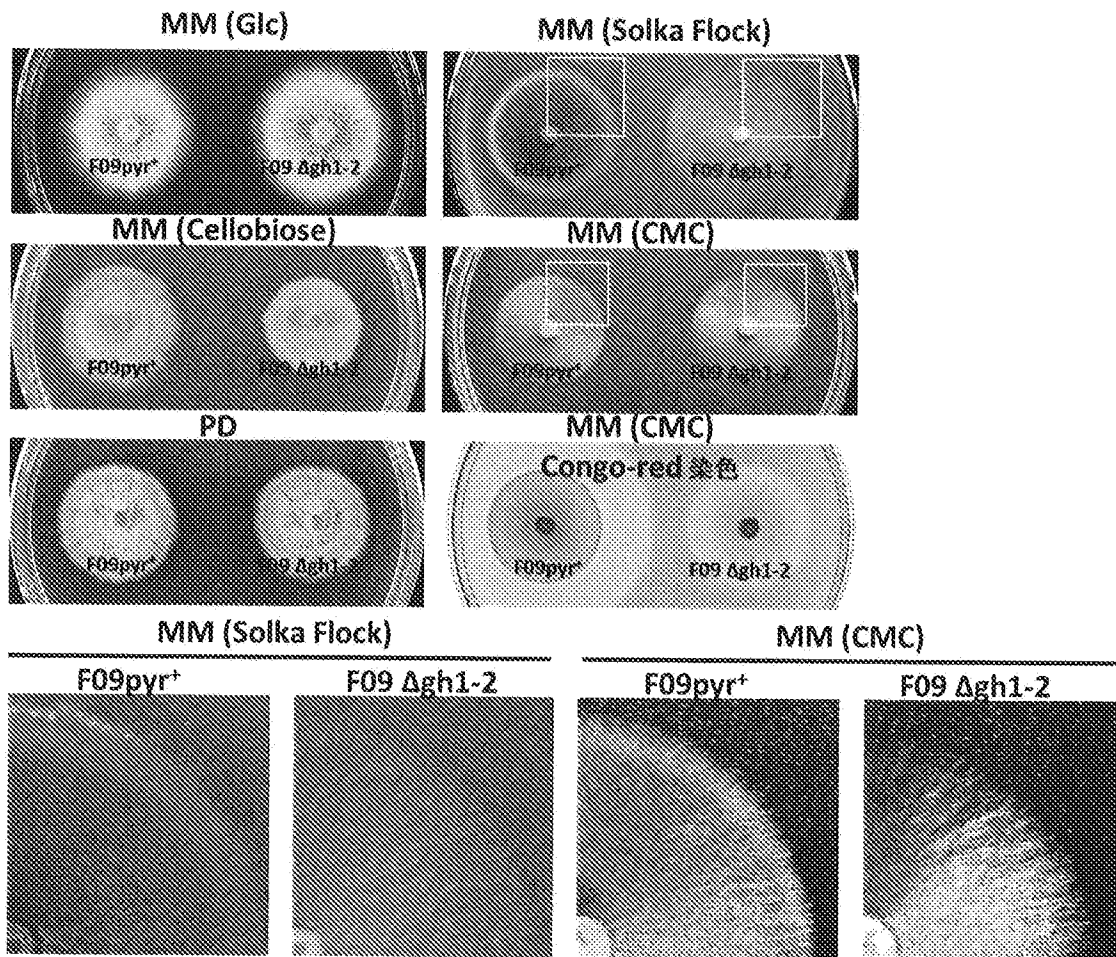 MM (Glc)
MM (Solka Flock)
F09pyr⁺
F09 Δgh1-2
F09pyr⁺
F09 Δgh1-2
MM (Cellobiose)
MM (CMC)
F09pyr⁺
F09 Δgh1-2
F09pyr⁺
F09 Δgh1-2
PD
MM (CMC)
Congo-red 染色
F09pyr⁺
F09 Δgh1-2
F09pyr⁺
F09 Δgh1-2
MM (Solka Flock)
MM (CMC)
F09pyr⁺
F09 Δgh1-2
F09pyr⁺
F09 Δgh1-2